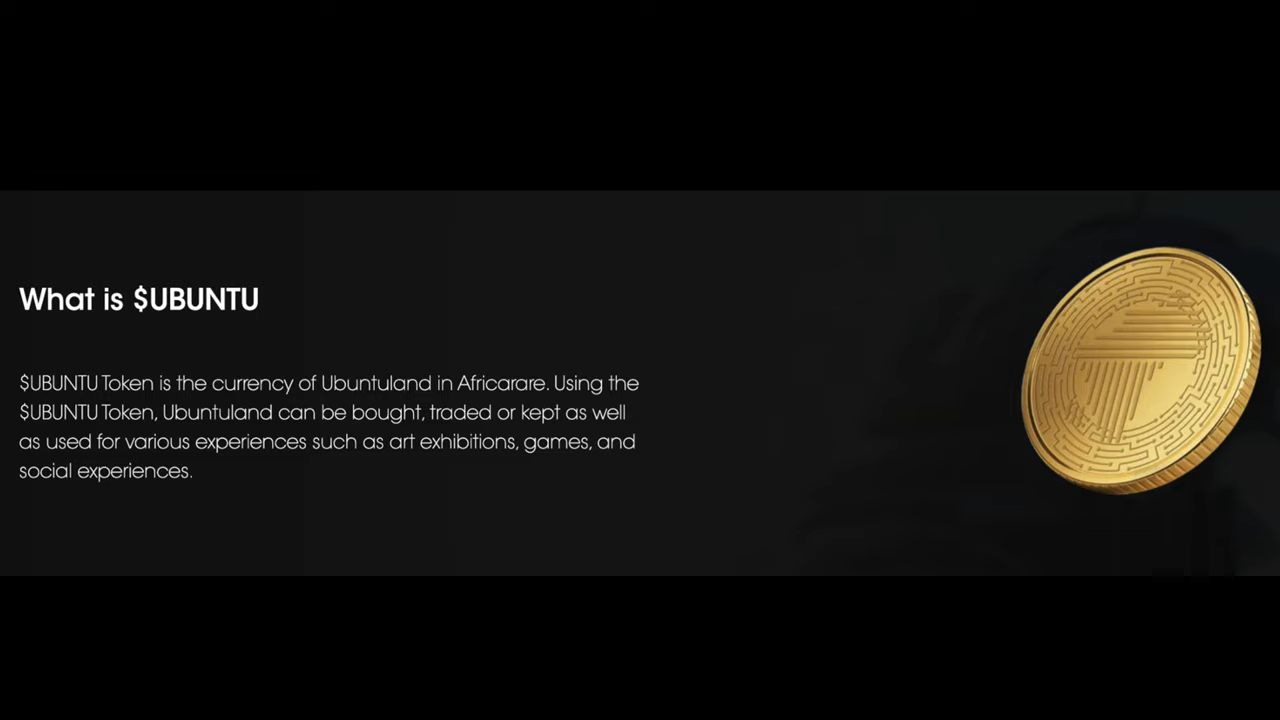 What is $UBUNTU
$UBUNTU Token is the currency of Ubuntuland in Africarare. Using the
$UBUNTU Token, Ubuntuland can be bought, traded or kept as well
as used for various experiences such as art exhibitions, games, and
social experiences.